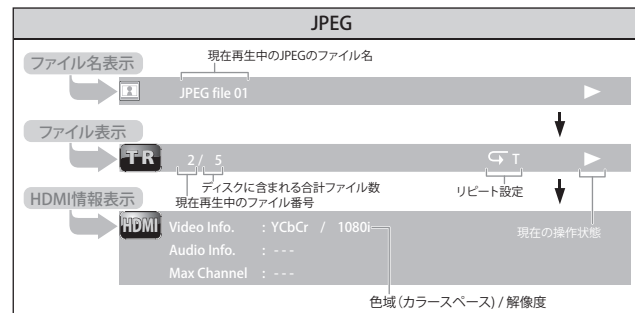 JPEG
ファイル名表示
現在再生中のJPEGのファイル名
JPEG file 01
ファイル表示
TR 2/ 5 T
ディスクに含まれる合計ファイル数
現在再生中のファイル番号
リピート設定
現在の操作状態
HDMI情報表示
HDMI Video Info. : YCbCr / 1080i
Audio Info. : - - -
Max Channel : - - -
色域（カラースペース) / 解像度